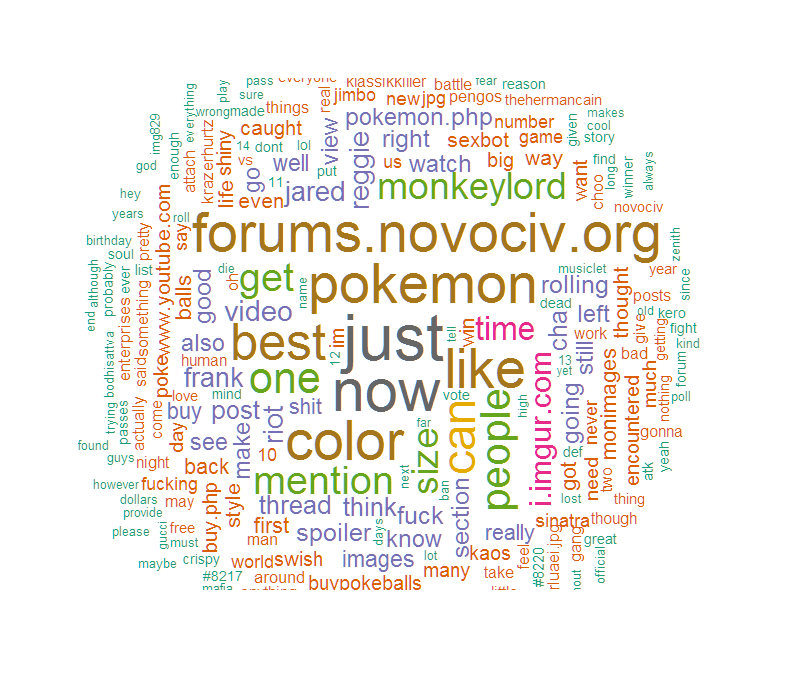 pass everyone klassikkiller battle fear reason
play sure real jimbo new jpg pengos thehermancain
everything wrong made things pokemon.php number makes
img829 caught view right sexbot game given cool story
14 dont lol
enough krazerhurtz shiny vs go well put reggie us watch big way want find long winner always
god attach life 11 jared monkeylord choo
hey even novociv
years roll say forums.novociv.org
birthday pretty zenith
soul www.youtube.com die musiclet year
although probably list something balls good oh get name pokemon rolling thought posts since
end ever dead old kero
enterprises video cha left give fight
bodhisattva said poke also best im just tell win time work getting forum kind
human 12 like still bad
trying frank one 13 yet much nothing poll
passes actually love mind now vote people i.imgur.com going monimages encountered
come buy post shit high
found day see riot color far can never gonna
guys night make 10 size def got need two atk yeah
however fucking back mention next ban lost thing
dollars may style thread think fuck section sinatra though
provide buy.php first spoiler know really great
please gucci free man days
must world swish images lot kaos feel gang
maybe crispy many take rluaei.jpg official
#8217 around buypokeballs #8220
mafia